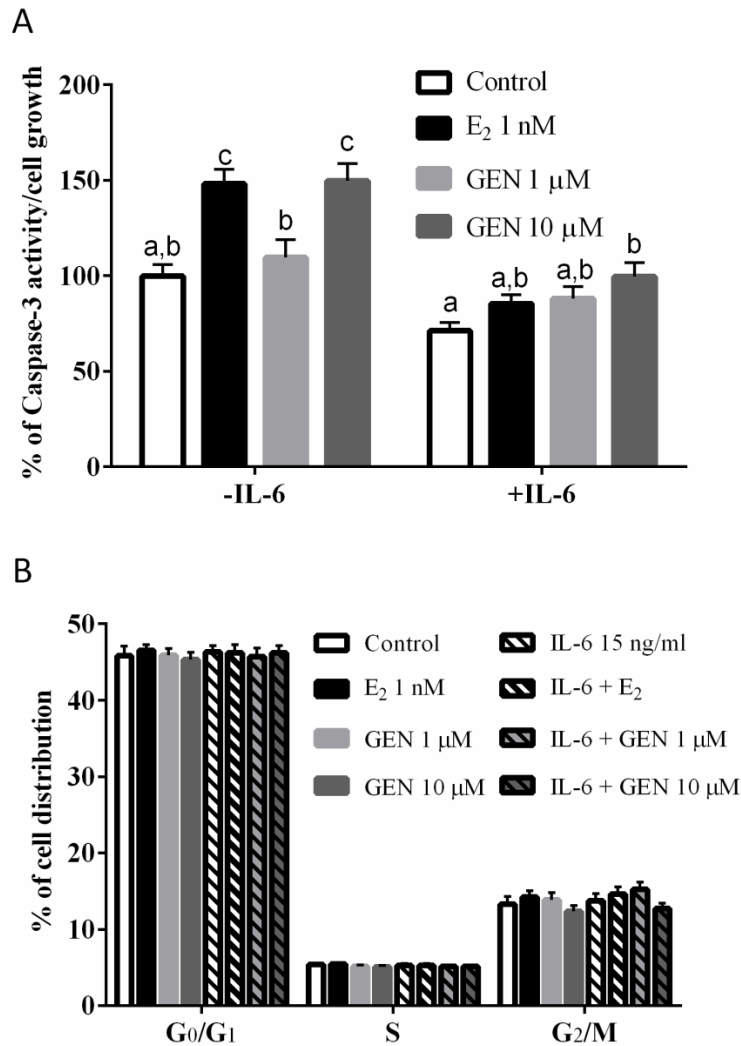 A
% of Caspase-3 activity/cell growth
200
150
100
50
0
a,b
c
b
c
a
a,b
a,b
b
Control
E₂ 1 nM
GEN 1 μM
GEN 10 μM
-IL-6
+IL-6
B
% of cell distribution
50
40
30
20
10
0
Control
E₂ 1 nM
GEN 1 μM
GEN 10 μM
IL-6 15 ng/ml
IL-6 + E₂
IL-6 + GEN 1 μM
IL-6 + GEN 10 μM
G₀/G₁
S
G₂/M